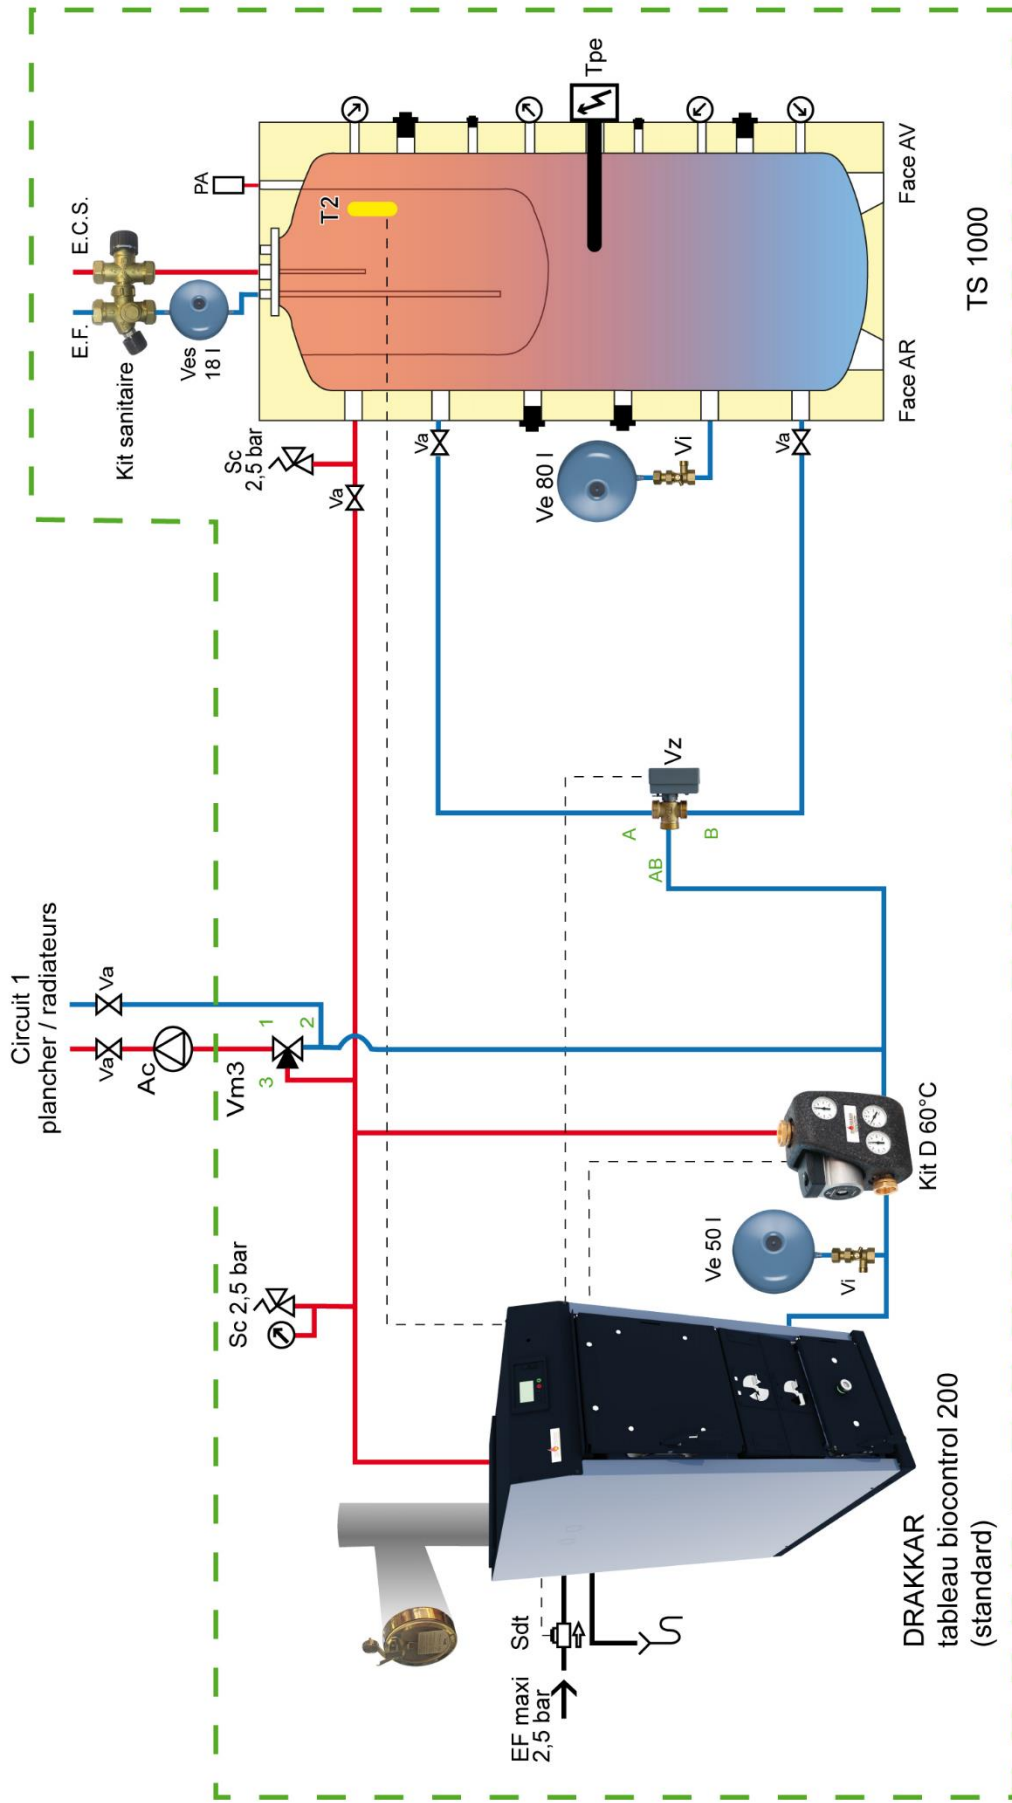 Circuit 1
plancher / radiateurs
Va
Va
Ac
Vm3
1
2
3
E.F.
E.C.S.
Kit sanitaire
Ves
18 l
PA
T2
Tpe
Sc
2,5 bar
Va
Va
Ve 80 l
Vi
Va
Face AR
Face AV
TS 1000
Vz
A
AB
B
Sc 2,5 bar
Ve 50 l
Vi
Kit D 60°C
Sdt
EF maxi
2,5 bar
DRAKKAR
tableau biocontrol 200
(standard)